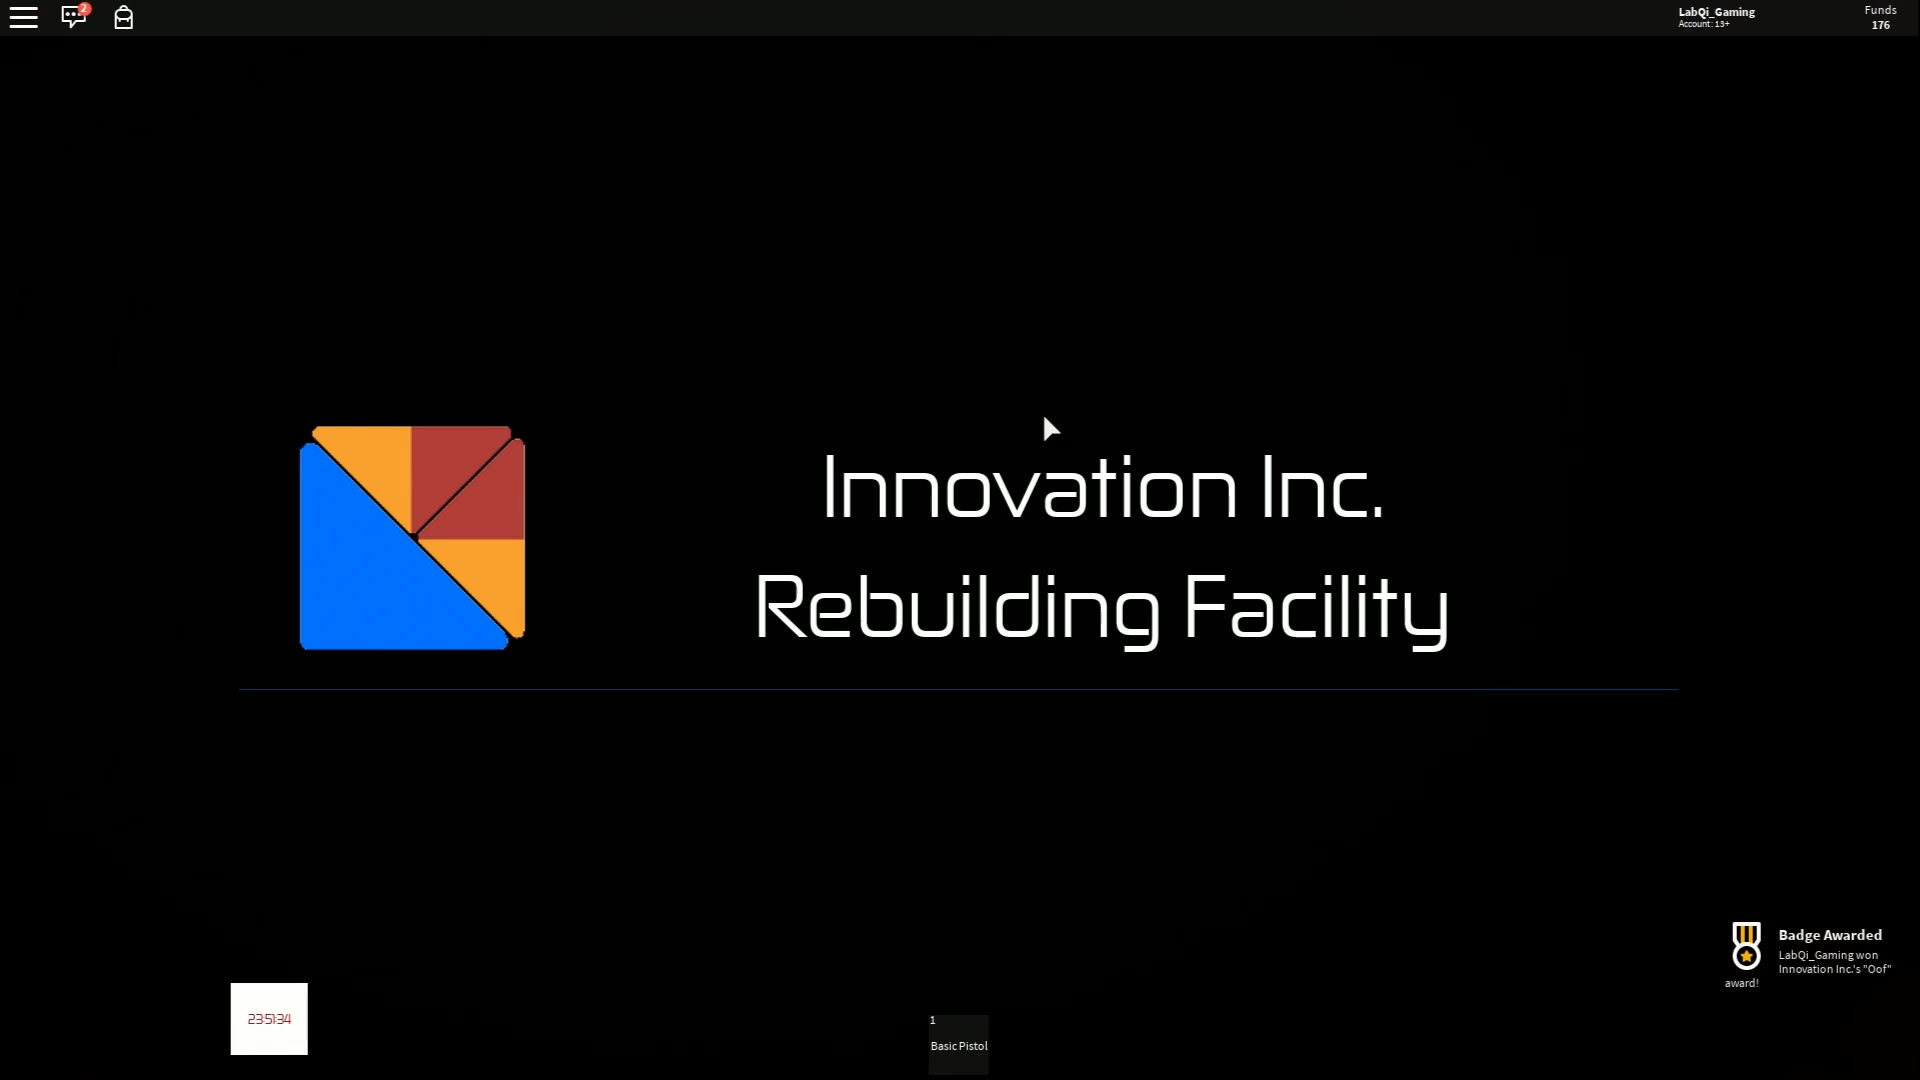 2
LabQi_Gaming
Account: 13+
Funds
176
Innovation Inc.
Rebuilding Facility
Badge Awarded
LabQi_Gaming won
Innovation Inc.'s "Oof"
award!
23:51:34
1
Basic Pistol